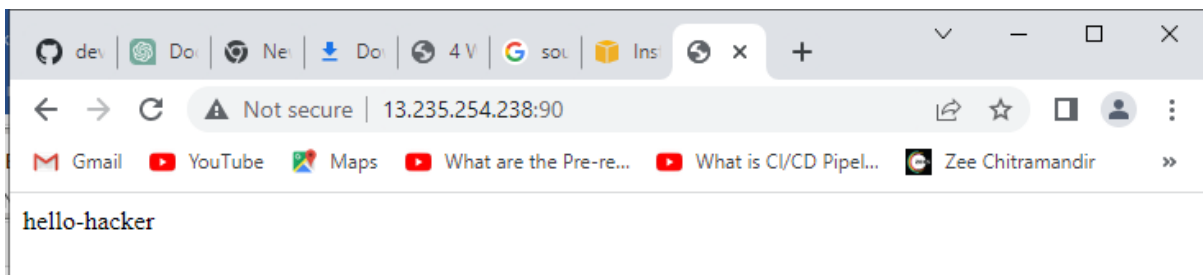 dev Do Ne Do 4 V sou Ins
Not secure 13.235.254.238:90
Gmail YouTube Maps What are the Pre-re... What is CI/CD Pipel... Zee Chitramandir »
hello-hacker